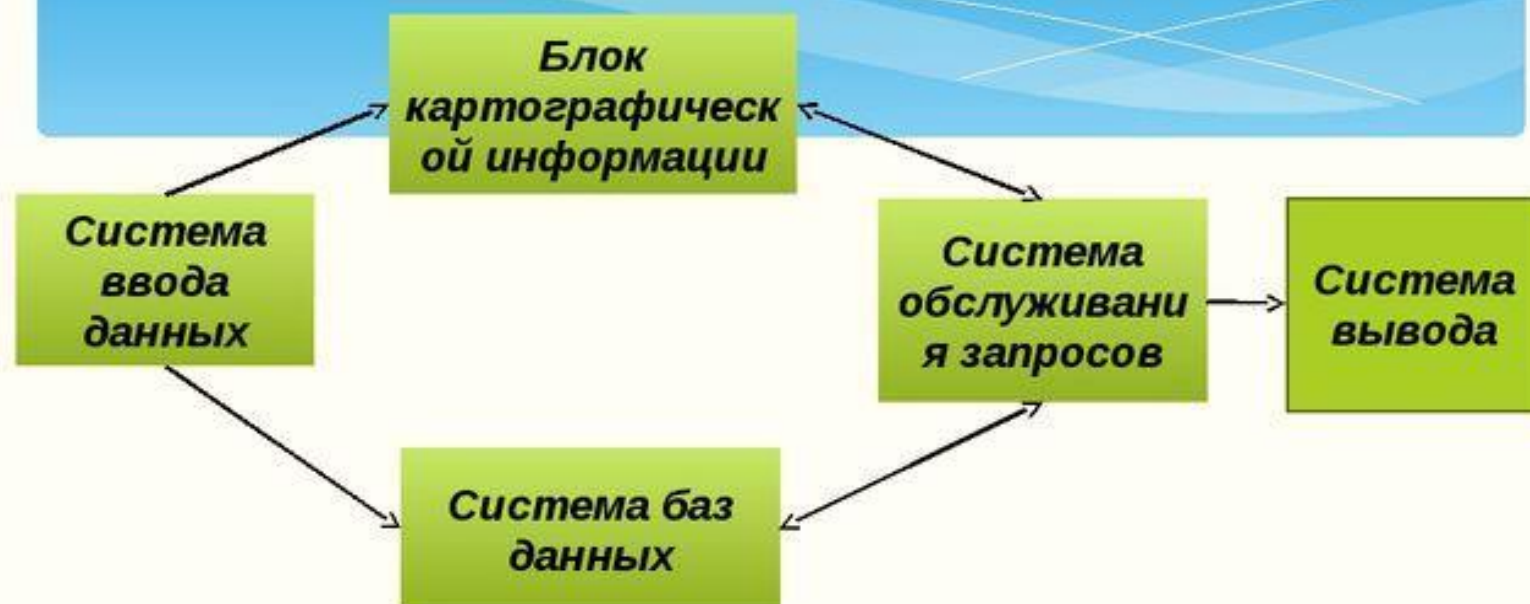 Блок
картографическ
ой информации
Система
ввода
данных
Система
обслуживани
я запросов
Система
вывода
Система баз
данных